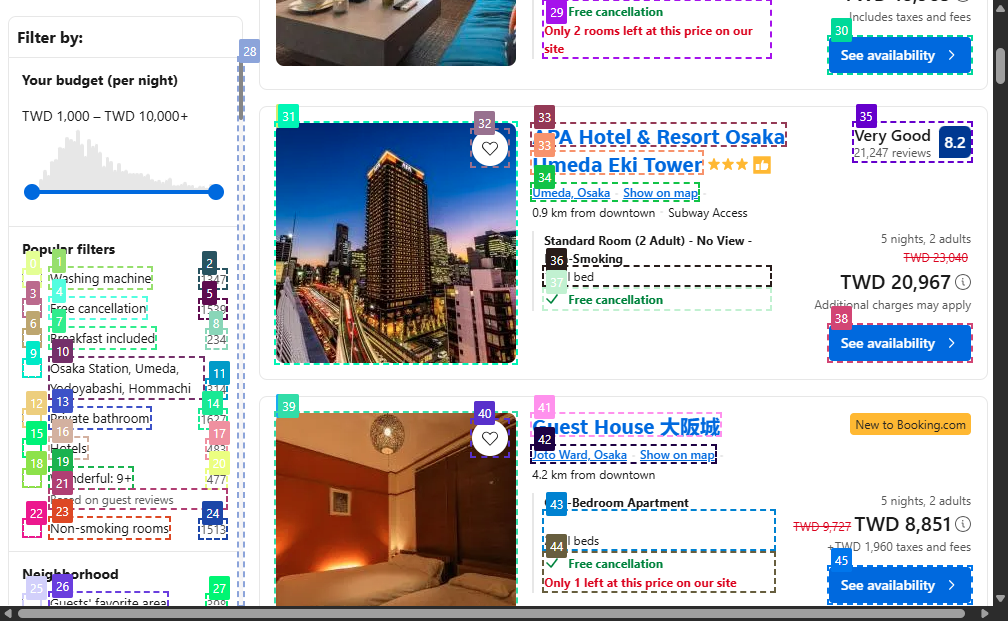 Filter by:
Your budget (per night)
TWD 1,000 – TWD 10,000+
Popular filters
0
1
2
Washing machine
1347
3
4
5
Free cancellation
1539
6
7
8
Breakfast included
234
9
10
11
Osaka Station, Umeda,
Yodoyabashi, Hommachi
314
12
13
14
Private bathroom
1627
15
16
17
Hotels
483
18
19
20
Wonderful: 9+
477
21
Based on guest reviews
22
23
24
Non-smoking rooms
1513
Neighborhood
25
26
27
Guests' favorite area
28
29
Free cancellation
Only 2 rooms left at this price on our
site
Includes taxes and fees
30
See availability
31
32
33
APA Hotel & Resort Osaka
33
Umeda Eki Tower
34
Umeda, Osaka
Show on map
0.9 km from downtown
Subway Access
35
Very Good
21,247 reviews
8.2
Standard Room (2 Adult) - No View -
36
-Smoking
37
bed
Free cancellation
5 nights, 2 adults
TWD 23,040
TWD 20,967
Additional charges may apply
38
See availability
39
40
41
Guest House 大阪城
42
Joto Ward, Osaka
Show on map
4.2 km from downtown
New to Booking.com
43
-Bedroom Apartment
beds
44
Free cancellation
Only 1 left at this price on our site
5 nights, 2 adults
TWD 9,727
TWD 8,851
+TWD 1,960 taxes and fees
45
See availability